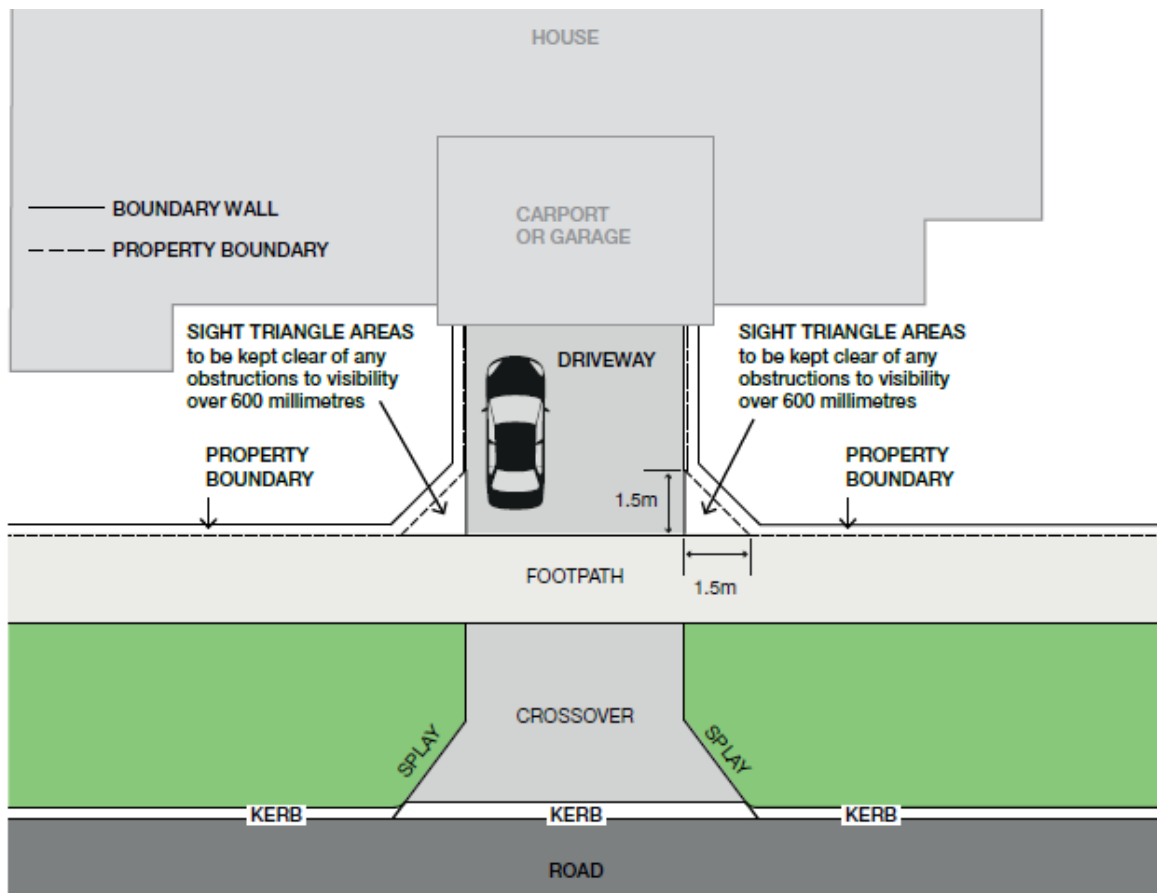 HOUSE
CARPORT
OR GARAGE
BOUNDARY WALL
PROPERTY BOUNDARY
SIGHT TRIANGLE AREAS
to be kept clear of any
obstructions to visibility
over 600 millimetres
DRIVEWAY
SIGHT TRIANGLE AREAS
to be kept clear of any
obstructions to visibility
over 600 millimetres
PROPERTY
BOUNDARY
PROPERTY
BOUNDARY
1.5m
FOOTPATH
1.5m
CROSSOVER
SPLAY
SPLAY
KERB
KERB
KERB
ROAD